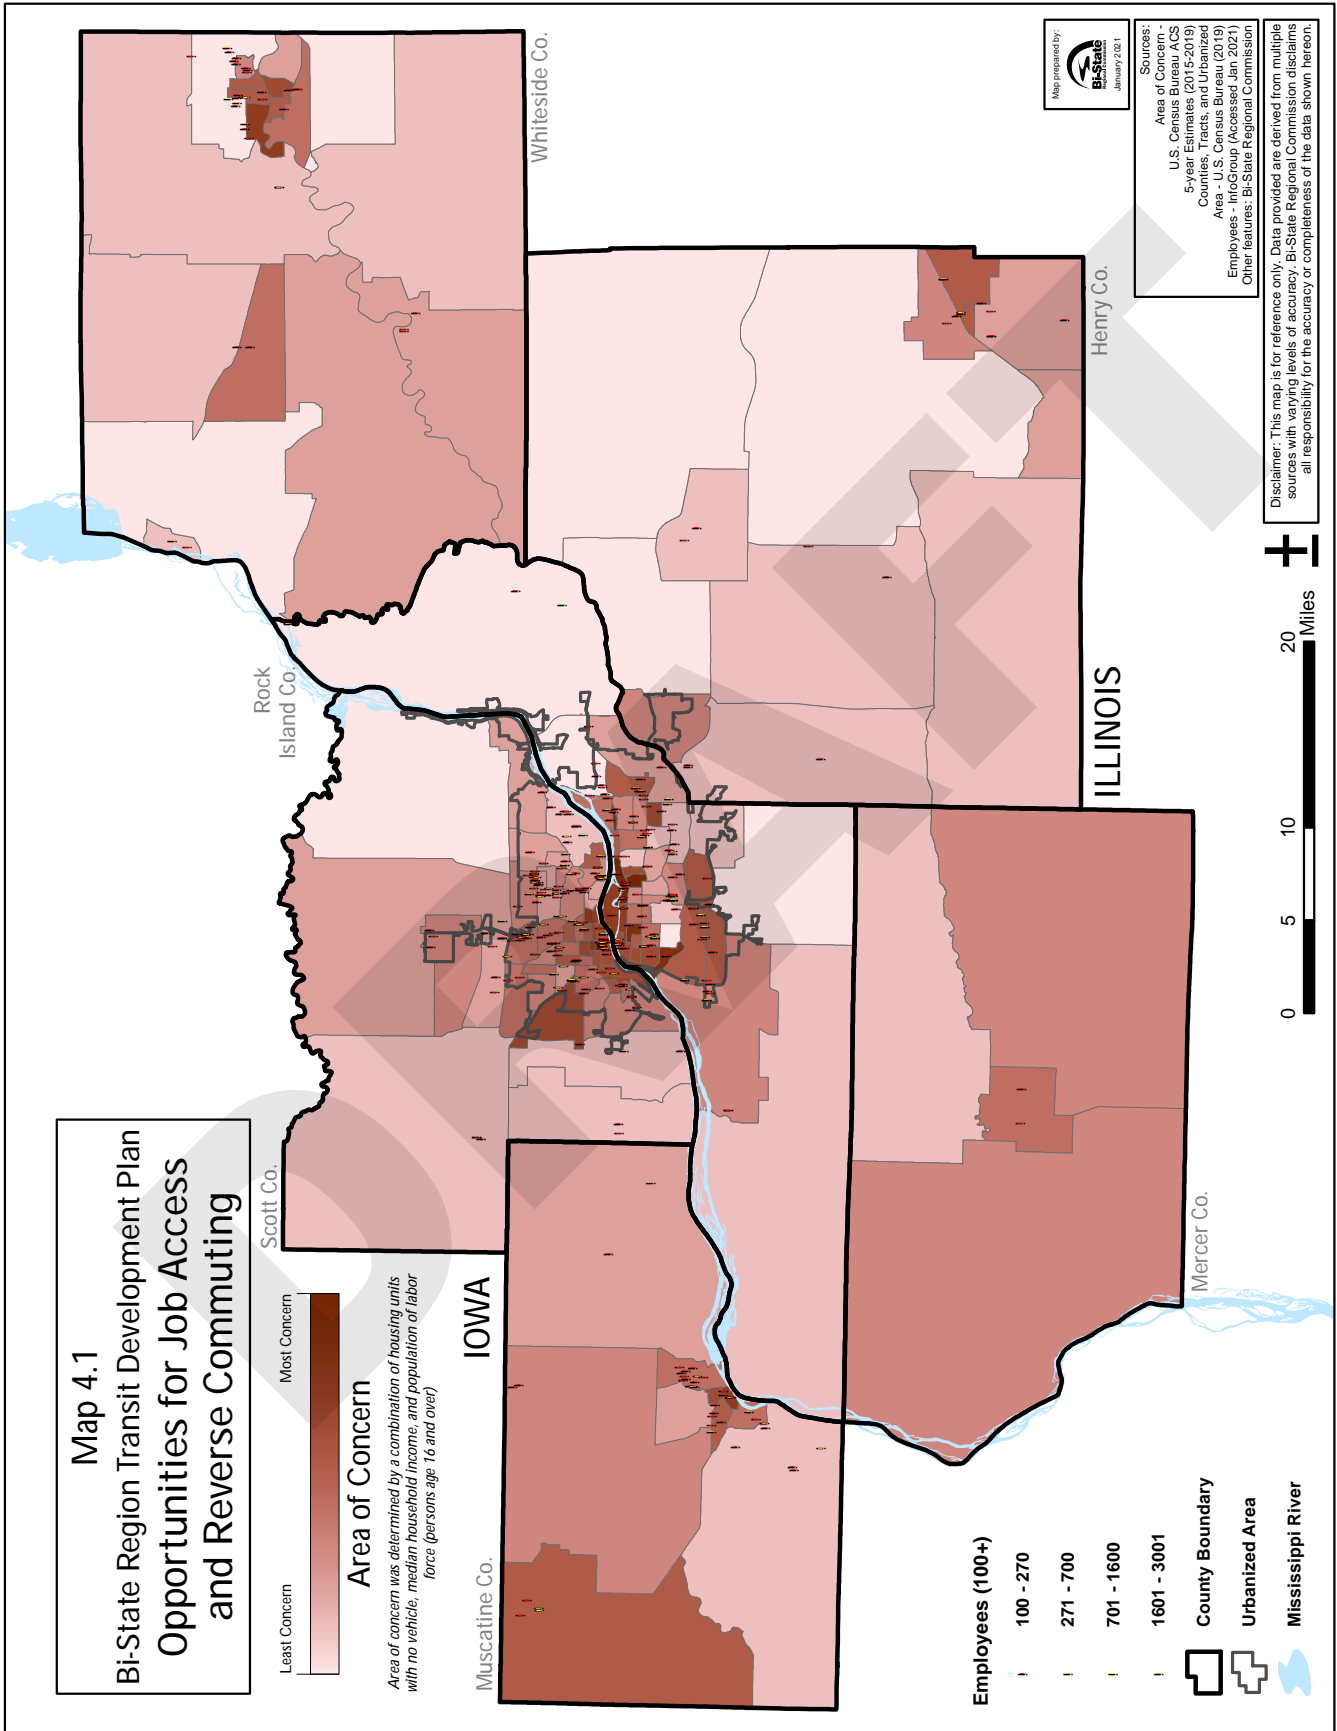 Map 4.1
Bi-State Region Transit Development Plan
Opportunities for Job Access
and Reverse Commuting
Least Concern
Most Concern
Area of Concern
Area of concern was determined by a combination of housing units
with no vehicle, median household income, and population of labor
force (persons age 16 and over)
Scott Co.
Rock
Island Co.
Whiteside Co.
IOWA
Muscatine Co.
ILLINOIS
Henry Co.
Mercer Co.
DRAFT
Employees (100+)
100 - 270
271 - 700
701 - 1600
1601 - 3001
County Boundary
Urbanized Area
Mississippi River
0 5 10 20
Miles
Map prepared by:
Bi-State
Regional Commission
January 2021
Sources:
Area of Concern -
U.S. Census Bureau ACS
5-year Estimates (2015-2019)
Counties, Tracts, and Urbanized
Area - U.S. Census Bureau (2019)
Employees - InfoGroup (Accessed Jan 2021)
Other features: Bi-State Regional Commission
Disclaimer: This map is for reference only. Data provided are derived from multiple
sources with varying levels of accuracy. Bi-State Regional Commission disclaims
all responsibility for the accuracy or completeness of the data shown hereon.